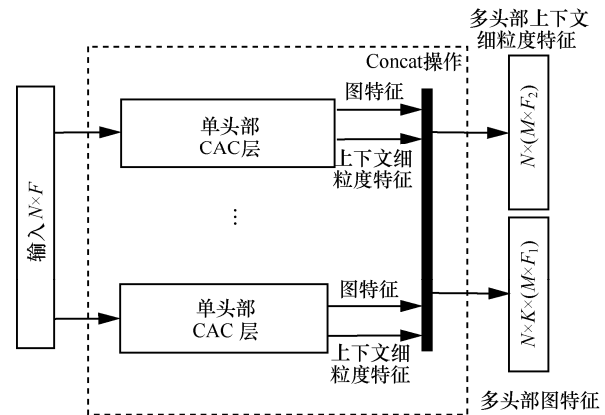 多头部上下文
细粒度特征
Concat操作
图特征
单头部
CAC层
上下文细
粒度特征
输入N×F
N×(M×F₂)
⋮
图特征
单头部
CAC 层
上下文细
粒度特征
N×K×(M×F₁)
多头部图特征